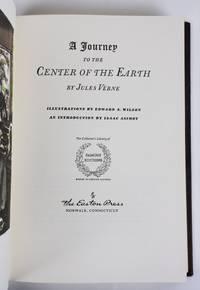 A Journey
TO THE
CENTER OF THE EARTH
BY JULES VERNE
ILLUSTRATIONS BY EDWARD A. WILSON
AN INTRODUCTION BY ISAAC ASIMOV
The Collector's Library of
FAMOUS
EDITIONS
The Easton Press
NORWALK, CONNECTICUT